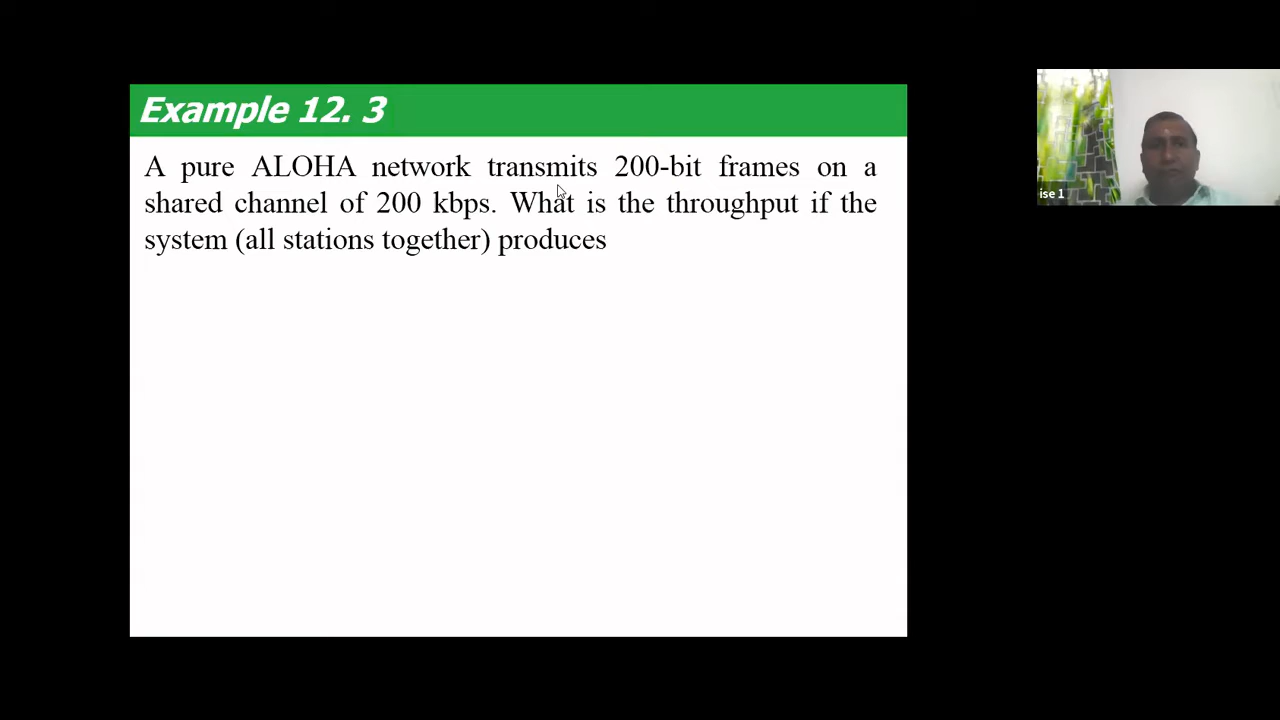 Example 12. 3
A pure ALOHA network transmits 200-bit frames on a
shared channel of 200 kbps. What is the throughput if the
system (all stations together) produces
ise 1